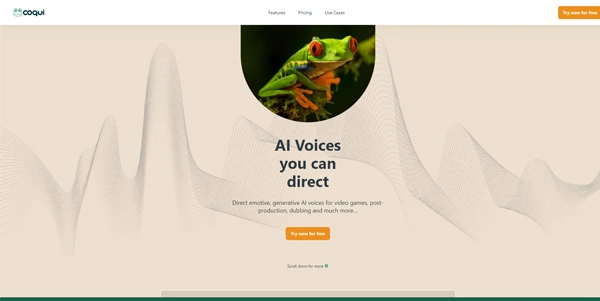 coqui
Features
Pricing
Use Cases
Try now for free
AI Voices
you can
direct
Direct emotive, generative AI voices for video games, post-
production, dubbing and much more...
Try now for free
Scroll down for more